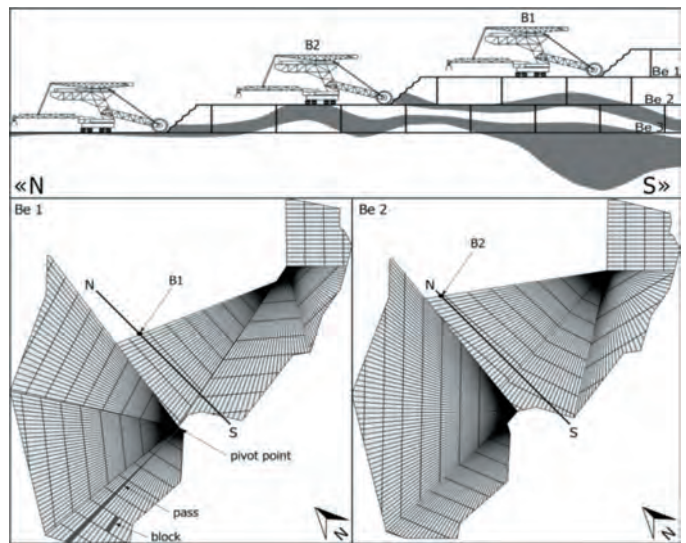 B1
B2
Be 1
Be 2
Be 3
«N
S»
Be 1
B1
N
S
pivot point
pass
block
N
Be 2
B2
N
S
N